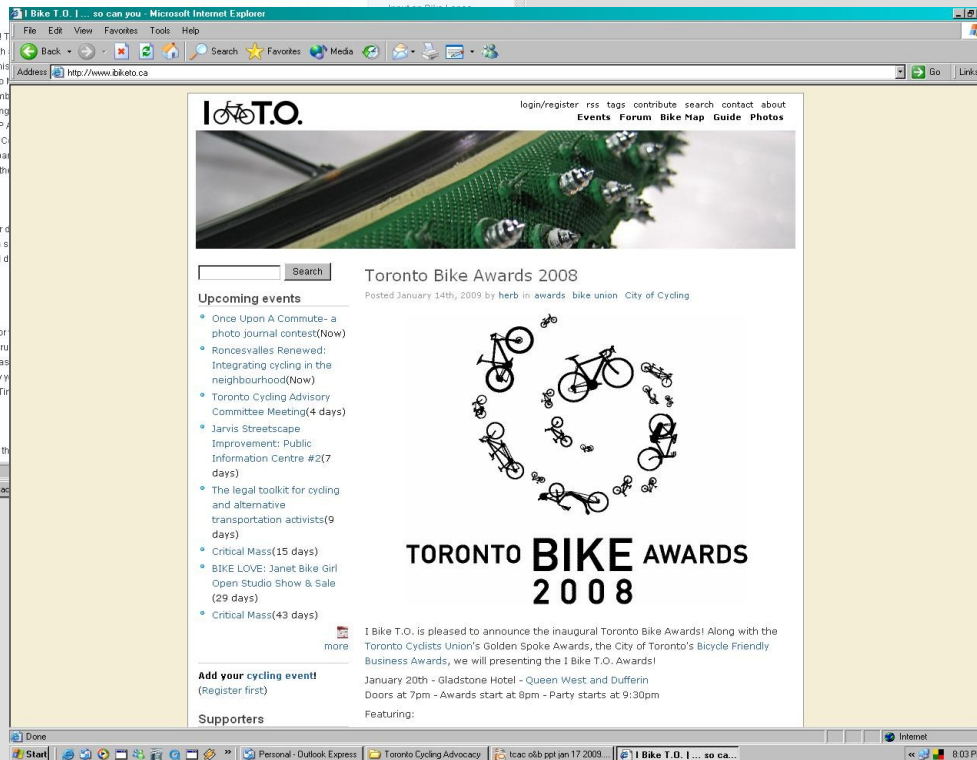 I Bike T.O. | ... so can you - Microsoft Internet Explorer
File Edit View Favorites Tools Help
Back Search Favorites Media
Address http://www.ibiketo.ca Go Links
I T.O.
login/register rss tags contribute search contact about
Events Forum Bike Map Guide Photos
Search
Upcoming events
Once Upon A Commute- a
photo journal contest(Now)
Roncesvalles Renewed:
Integrating cycling in the
neighbourhood(Now)
Toronto Cycling Advisory
Committee Meeting(4 days)
Jarvis Streetscape
Improvement: Public
Information Centre #2(7
days)
The legal toolkit for cycling
and alternative
transportation activists(9
days)
Critical Mass(15 days)
BIKE LOVE: Janet Bike Girl
Open Studio Show & Sale
(29 days)
Critical Mass(43 days)
more
Add your cycling event!
(Register first)
Supporters
Toronto Bike Awards 2008
Posted January 14th, 2009 by herb in awards bike union City of Cycling
TORONTO BIKE AWARDS
2008
I Bike T.O. is pleased to announce the inaugural Toronto Bike Awards! Along with the
Toronto Cyclists Union's Golden Spoke Awards, the City of Toronto's Bicycle Friendly
Business Awards, we will presenting the I Bike T.O. Awards!
January 20th - Gladstone Hotel - Queen West and Dufferin
Doors at 7pm - Awards start at 8pm - Party starts at 9:30pm
Featuring:
Done Internet
Start » Personal - Outlook Express Toronto Cycling Advocacy tcac o&b ppt jan 17 2009.... I Bike T.O. | ... so ca... « 8:03 P